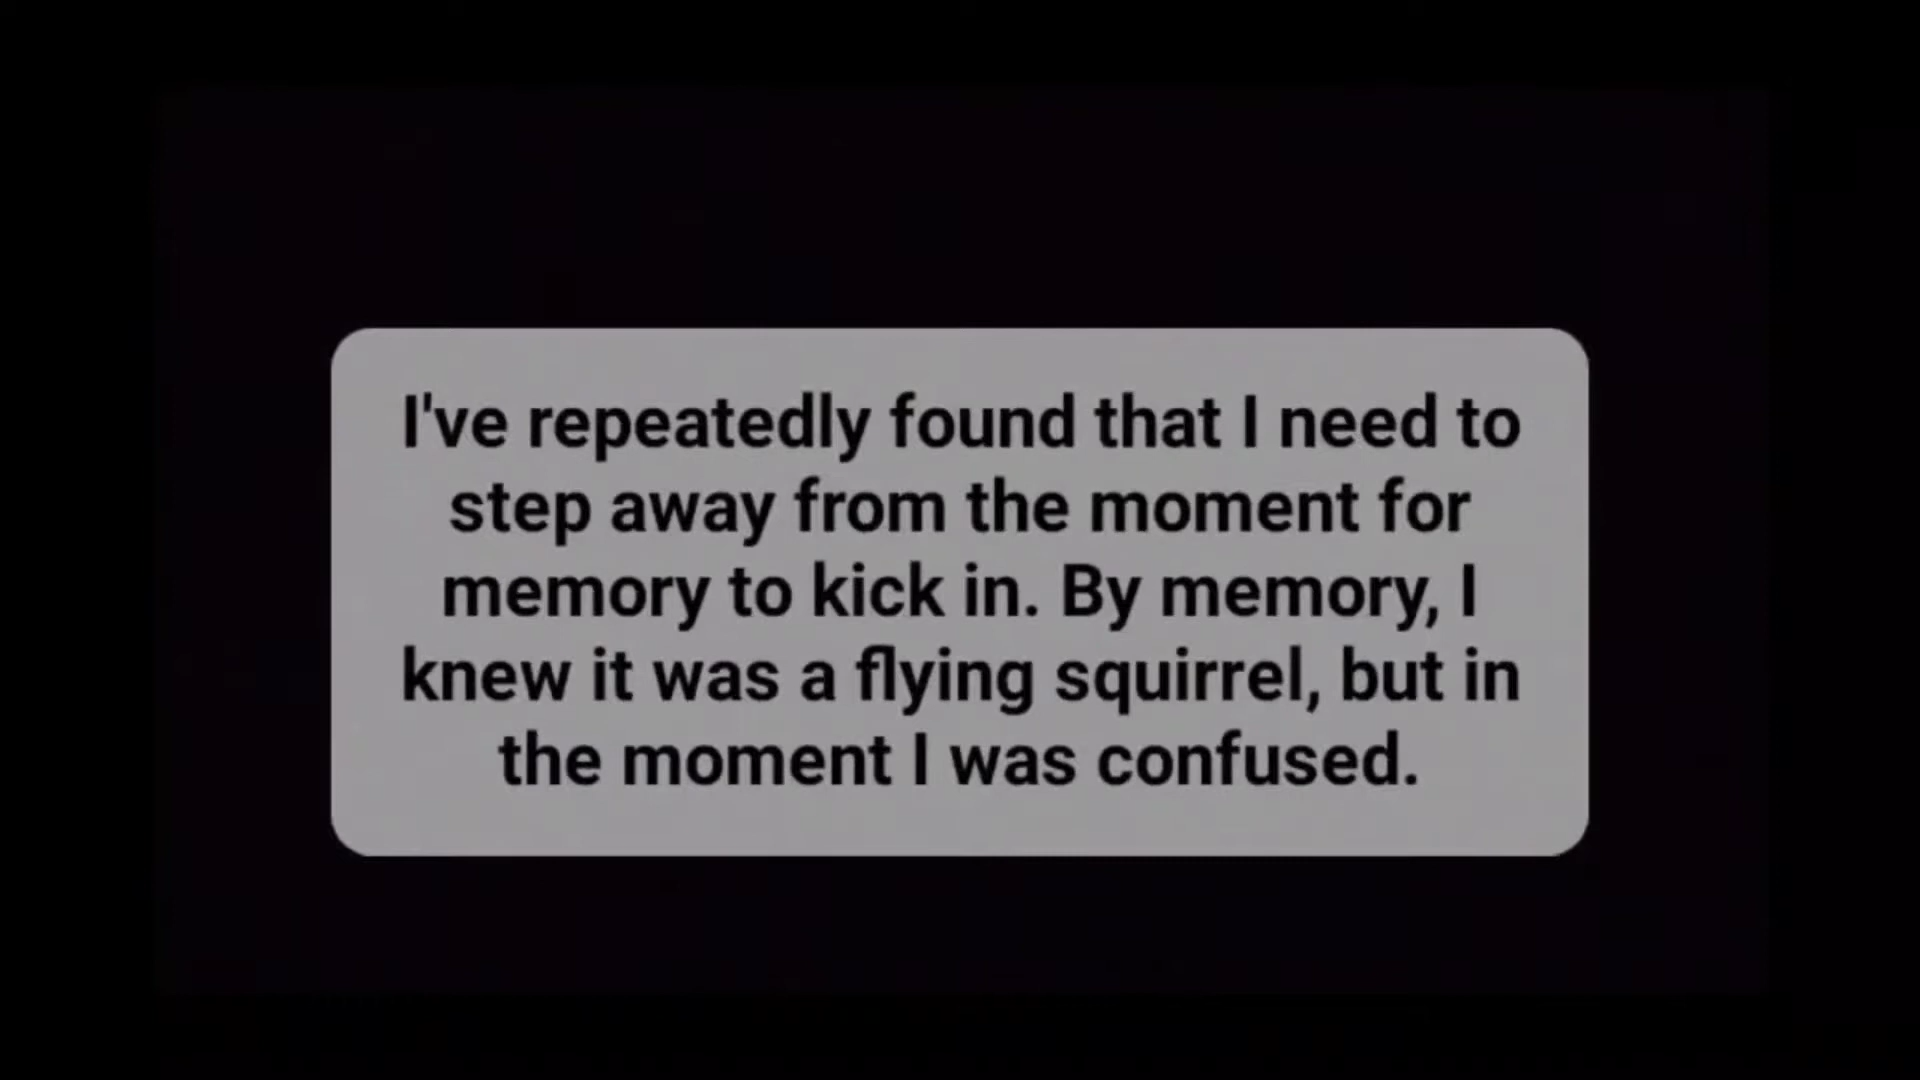 I've repeatedly found that I need to
step away from the moment for
memory to kick in. By memory, I
knew it was a flying squirrel, but in
the moment I was confused.